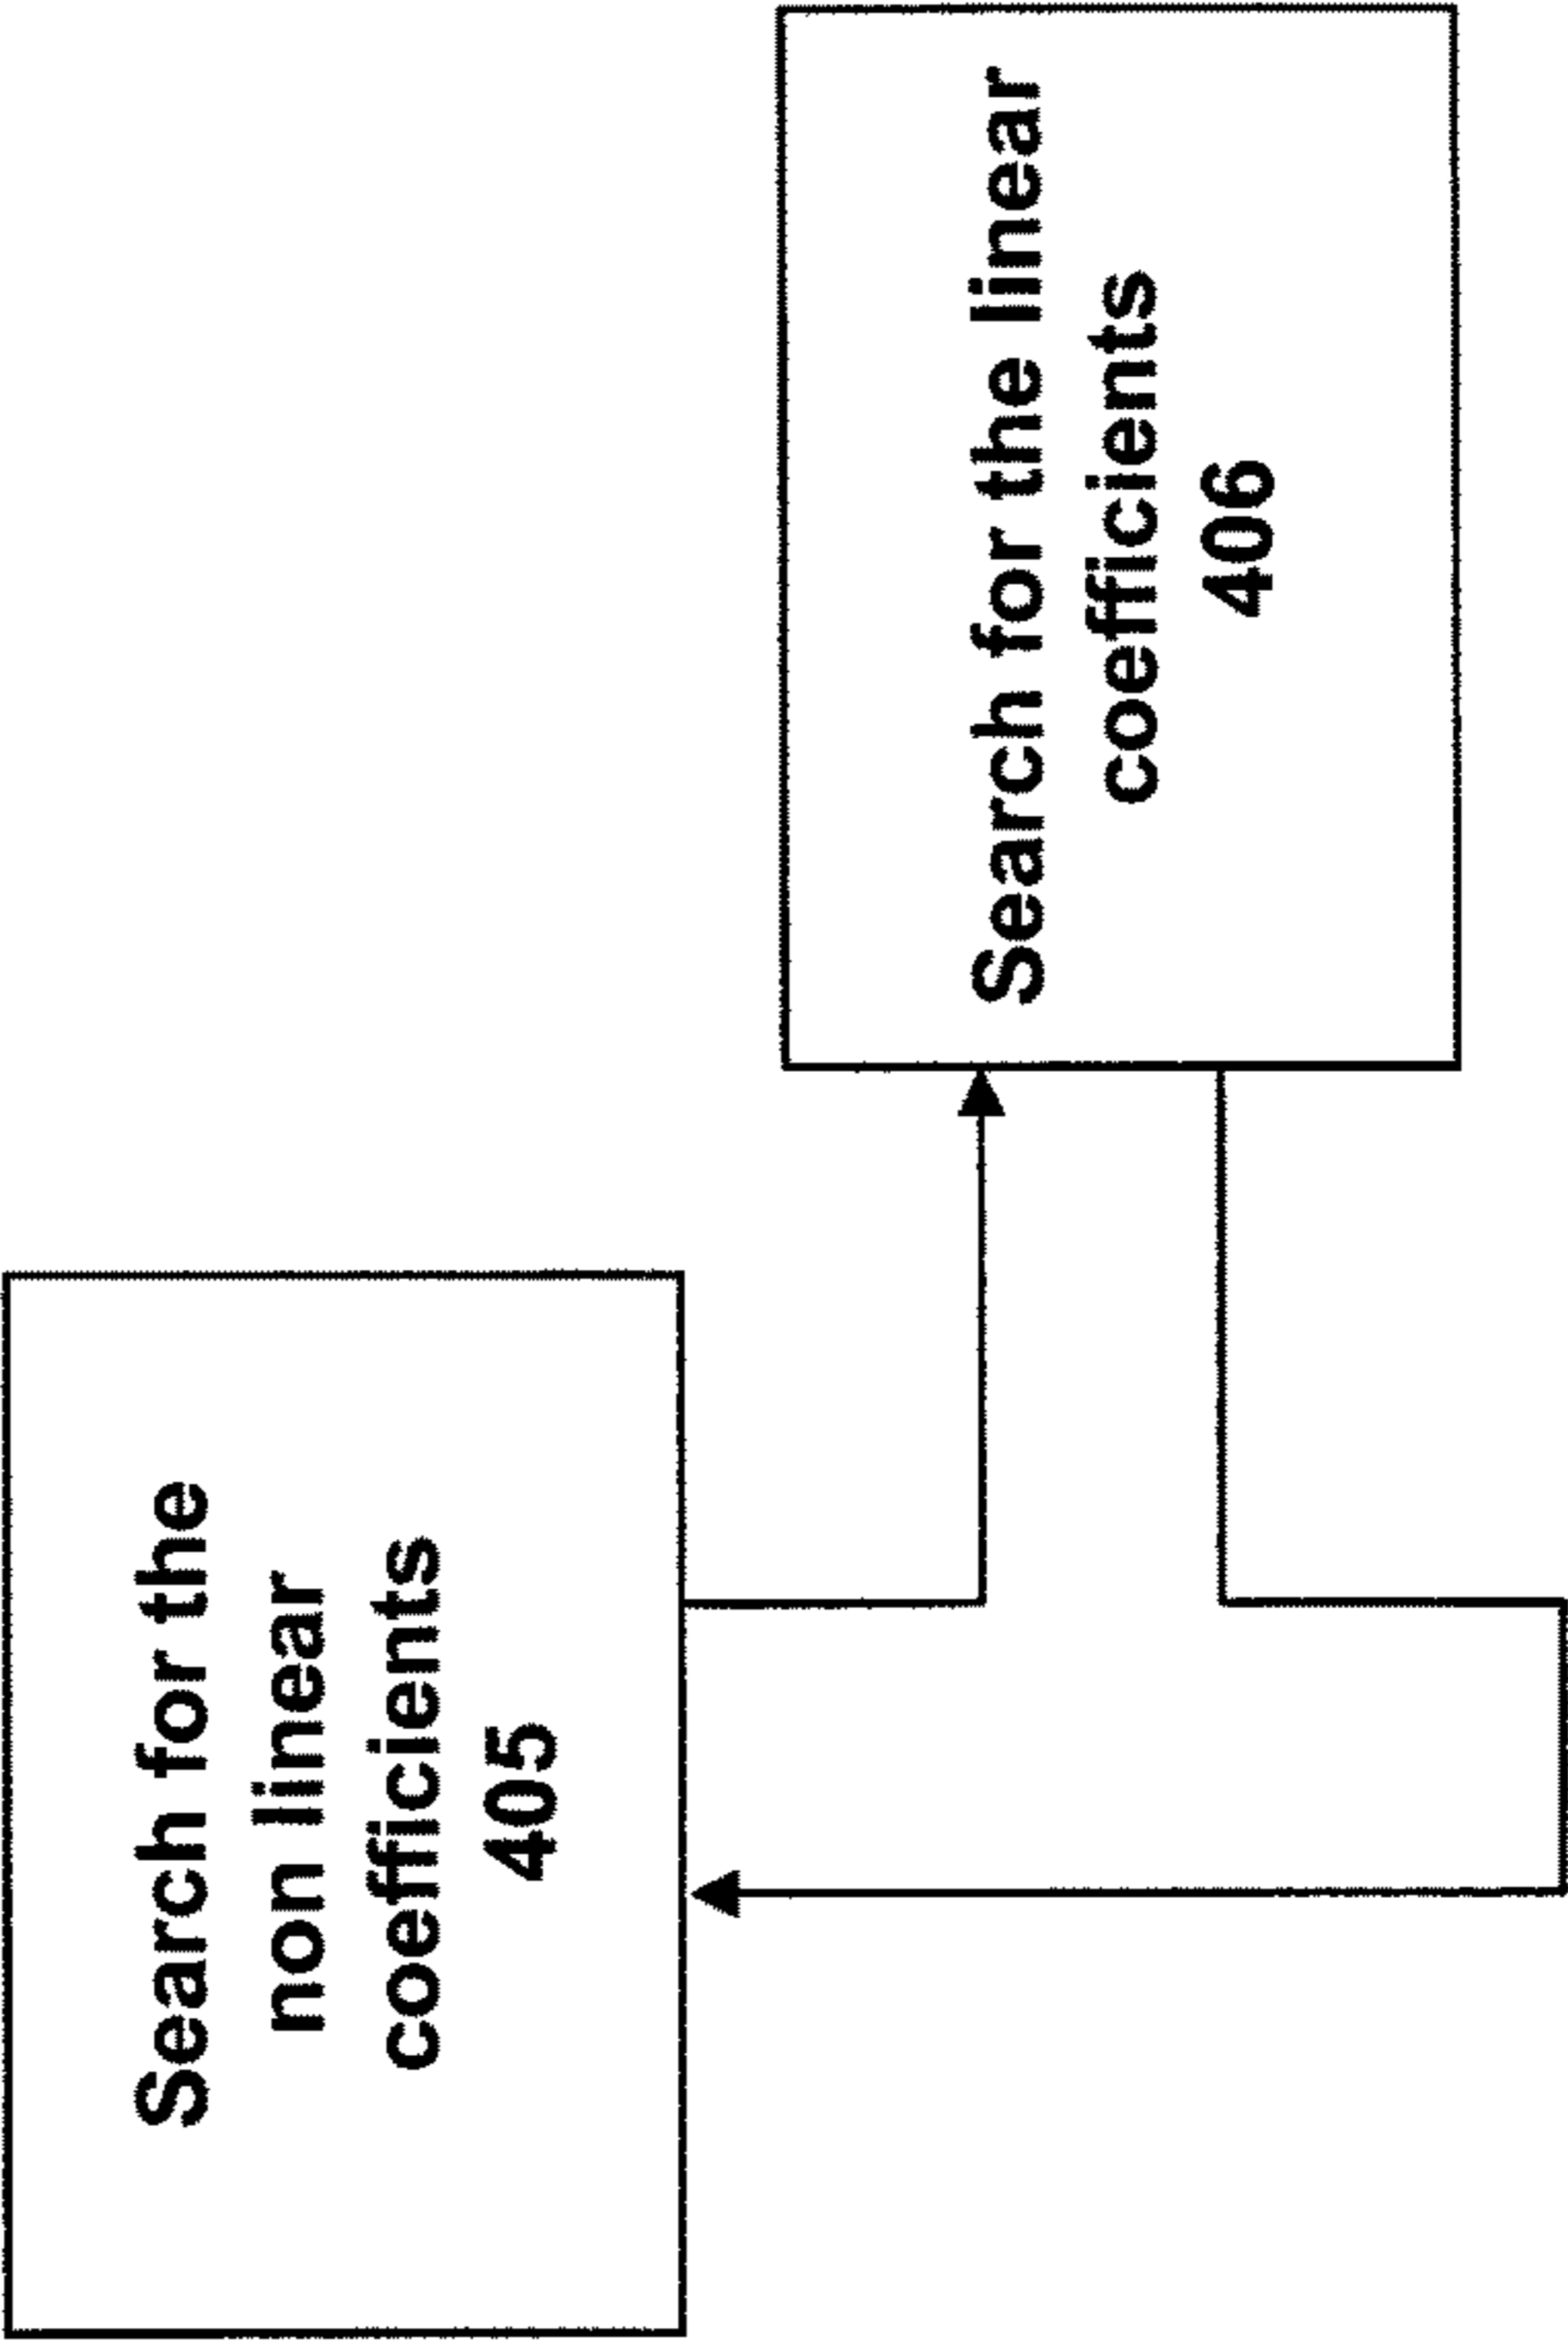 Search for the
non linear
coefficients
405
Search for the linear
coefficients
406